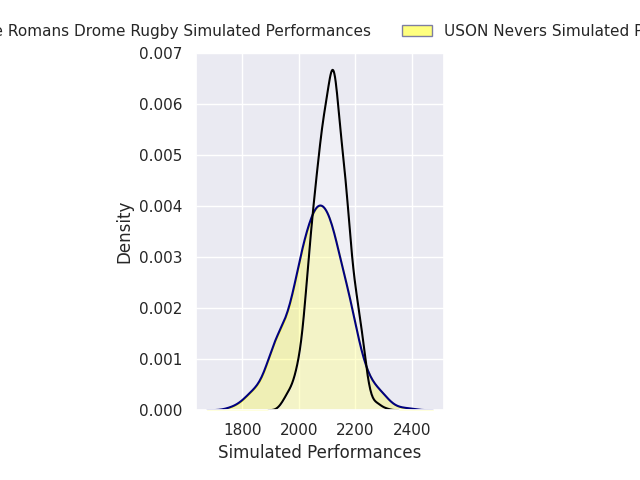 Romans Drome Rugby Simulated Performances
USON Nevers Simulated
0.007
0.006
0.005
0.004
0.003
0.002
0.001
0.000
Density
1800 2000 2200 2400
Simulated Performances